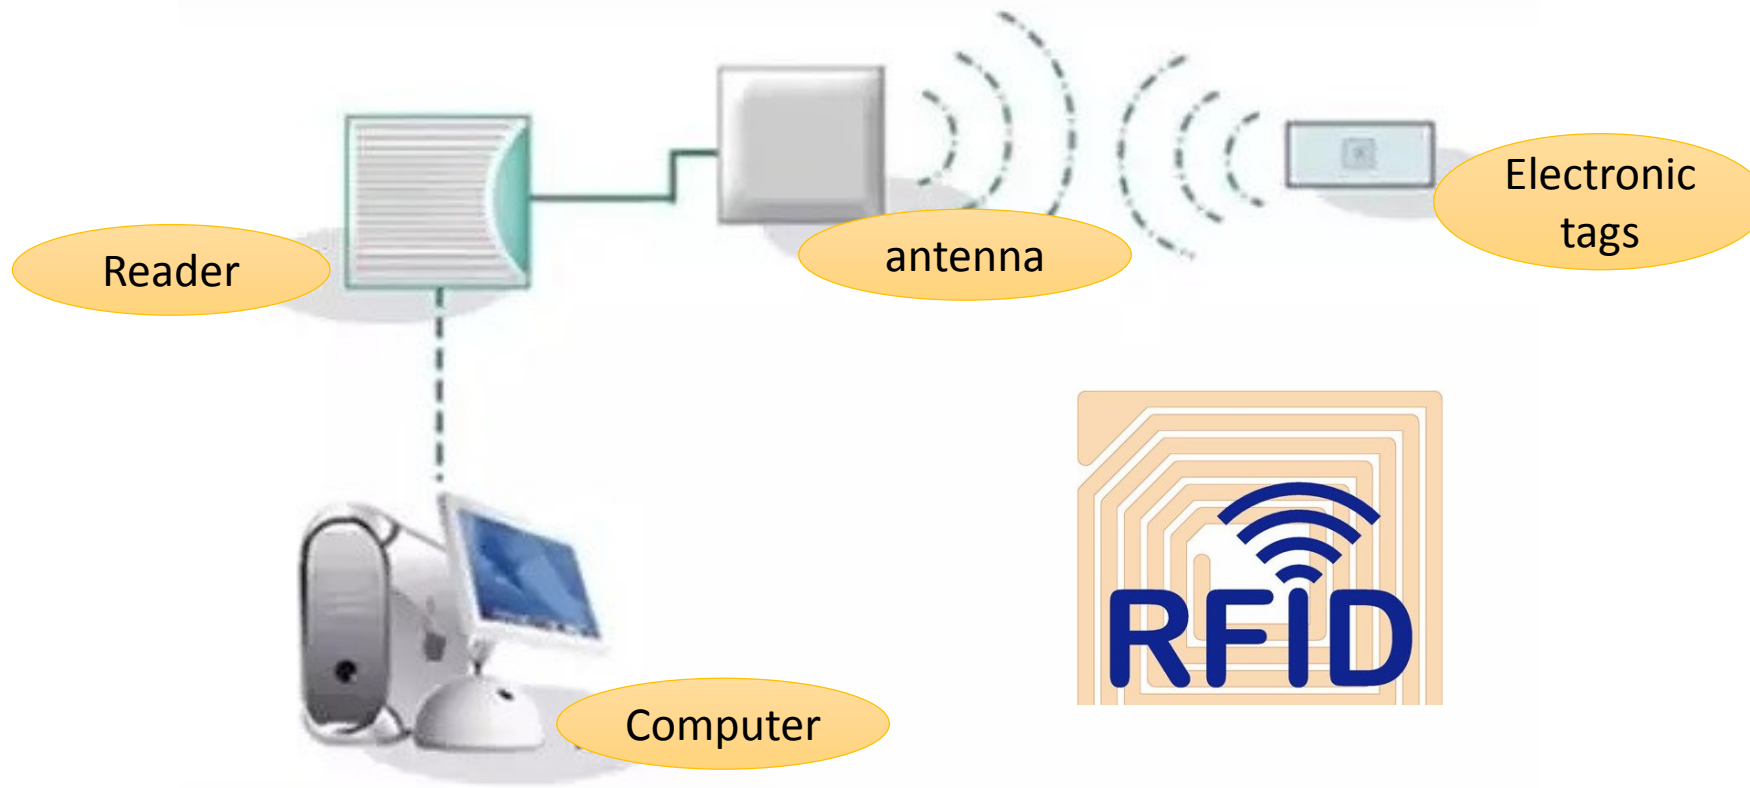 Electronic
tags
antenna
Reader
RFID
Computer